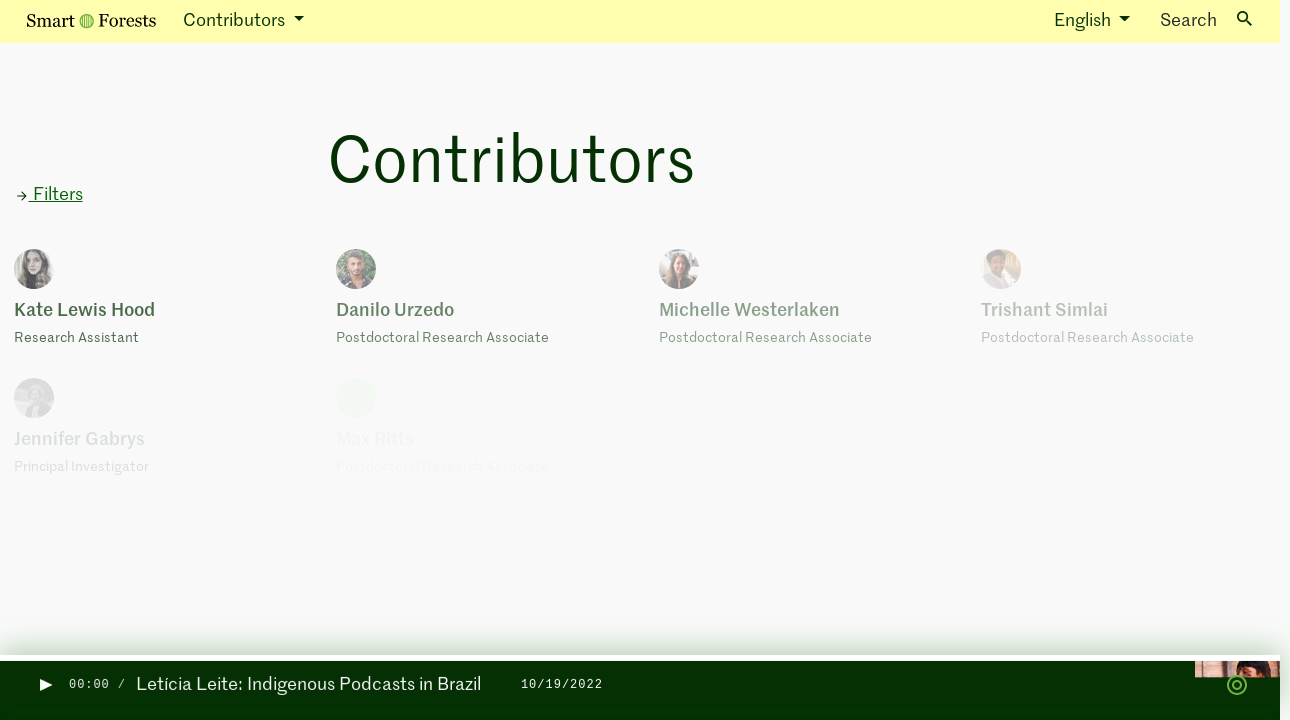 Smart Forests
Contributors
English
Search
Contributors
Filters
Kate Lewis Hood
Research Assistant
Danilo Urzedo
Postdoctoral Research Associate
Michelle Westerlaken
Postdoctoral Research Associate
Trishant Simlai
Postdoctoral Research Associate
Jennifer Gabrys
Principal Investigator
Max Ritts
Postdoctoral Research Associate
00:00 /
Letícia Leite: Indigenous Podcasts in Brazil
10/19/2022